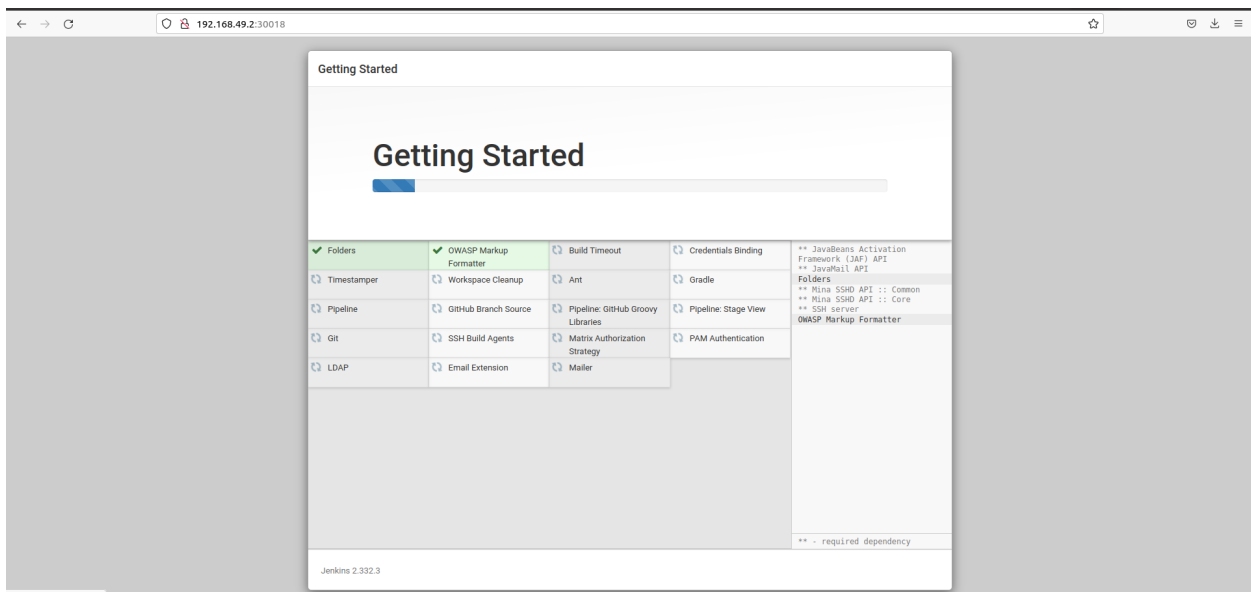 192.168.49.2:30018
Getting Started
Getting Started
Folders
OWASP Markup
Formatter
Build Timeout
Credentials Binding
Timestamper
Workspace Cleanup
Ant
Gradle
Pipeline
GitHub Branch Source
Pipeline: GitHub Groovy
Libraries
Pipeline: Stage View
Git
SSH Build Agents
Matrix Authorization
Strategy
PAM Authentication
LDAP
Email Extension
Mailer
** JavaBeans Activation
Framework (JAF) API
** JavaMail API
Folders
** Mina SSHD API :: Common
** Mina SSHD API :: Core
** SSH server
OWASP Markup Formatter
** - required dependency
Jenkins 2.332.3